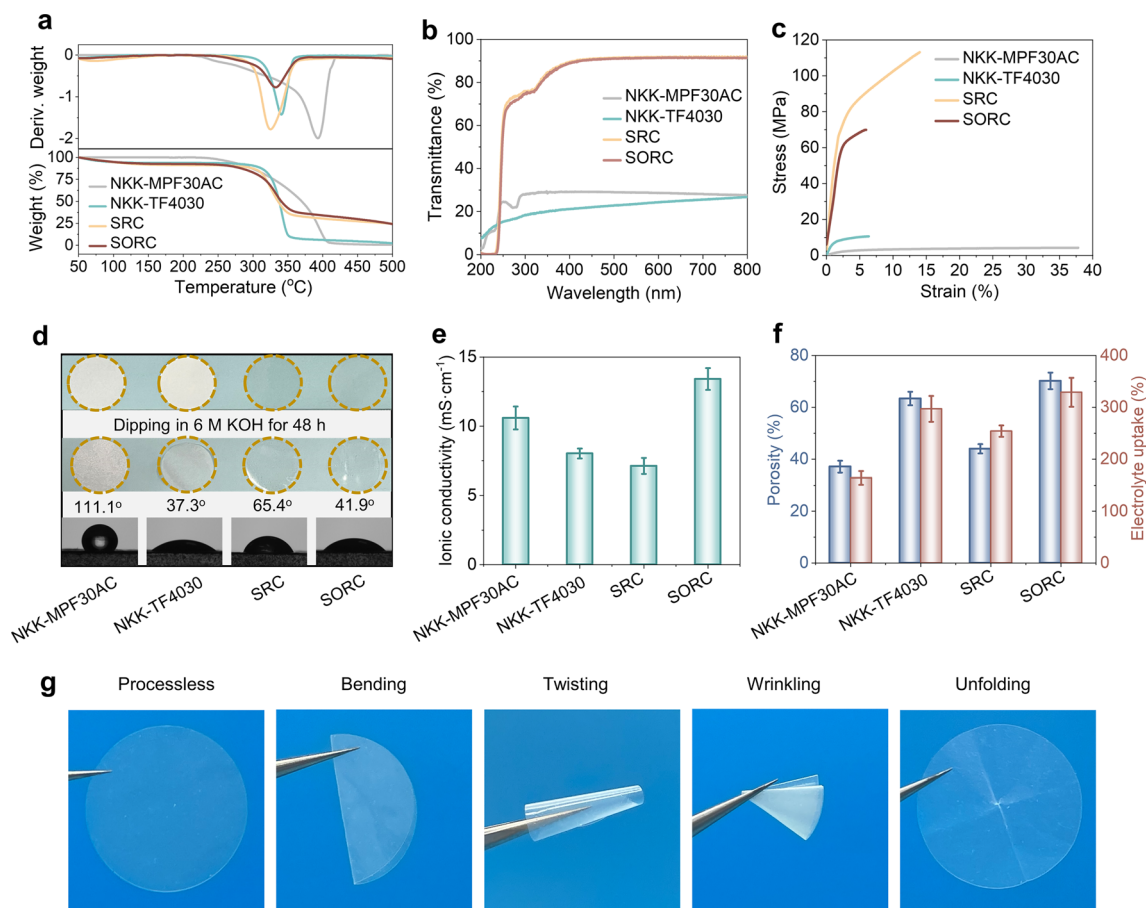 a
Deriv. weight
0
-1
-2
Weight (%)
100
75
50
25
0
NKK-MPF30AC
NKK-TF4030
SRC
SORC
50 100 150 200 250 300 350 400 450 500
Temperature (°C)
b
Transmittance (%)
100
80
60
40
20
0
NKK-MPF30AC
NKK-TF4030
SRC
SORC
200 300 400 500 600 700 800
Wavelength (nm)
c
Stress (MPa)
120
100
80
60
40
20
0
NKK-MPF30AC
NKK-TF4030
SRC
SORC
0 5 10 15 20 25 30 35 40
Strain (%)
d
Dipping in 6 M KOH for 48 h
111.1° 37.3° 65.4° 41.9°
NKK-MPF30AC
NKK-TF4030
SRC
SORC
e
Ionic conductivity (mS·cm⁻¹)
15
10
5
0
NKK-MPF30AC
NKK-TF4030
SRC
SORC
f
Porosity (%)
80
60
40
20
0
Electrolyte uptake (%)
400
300
200
100
0
NKK-MPF30AC
NKK-TF4030
SRC
SORC
g
Processless Bending Twisting Wrinkling Unfolding